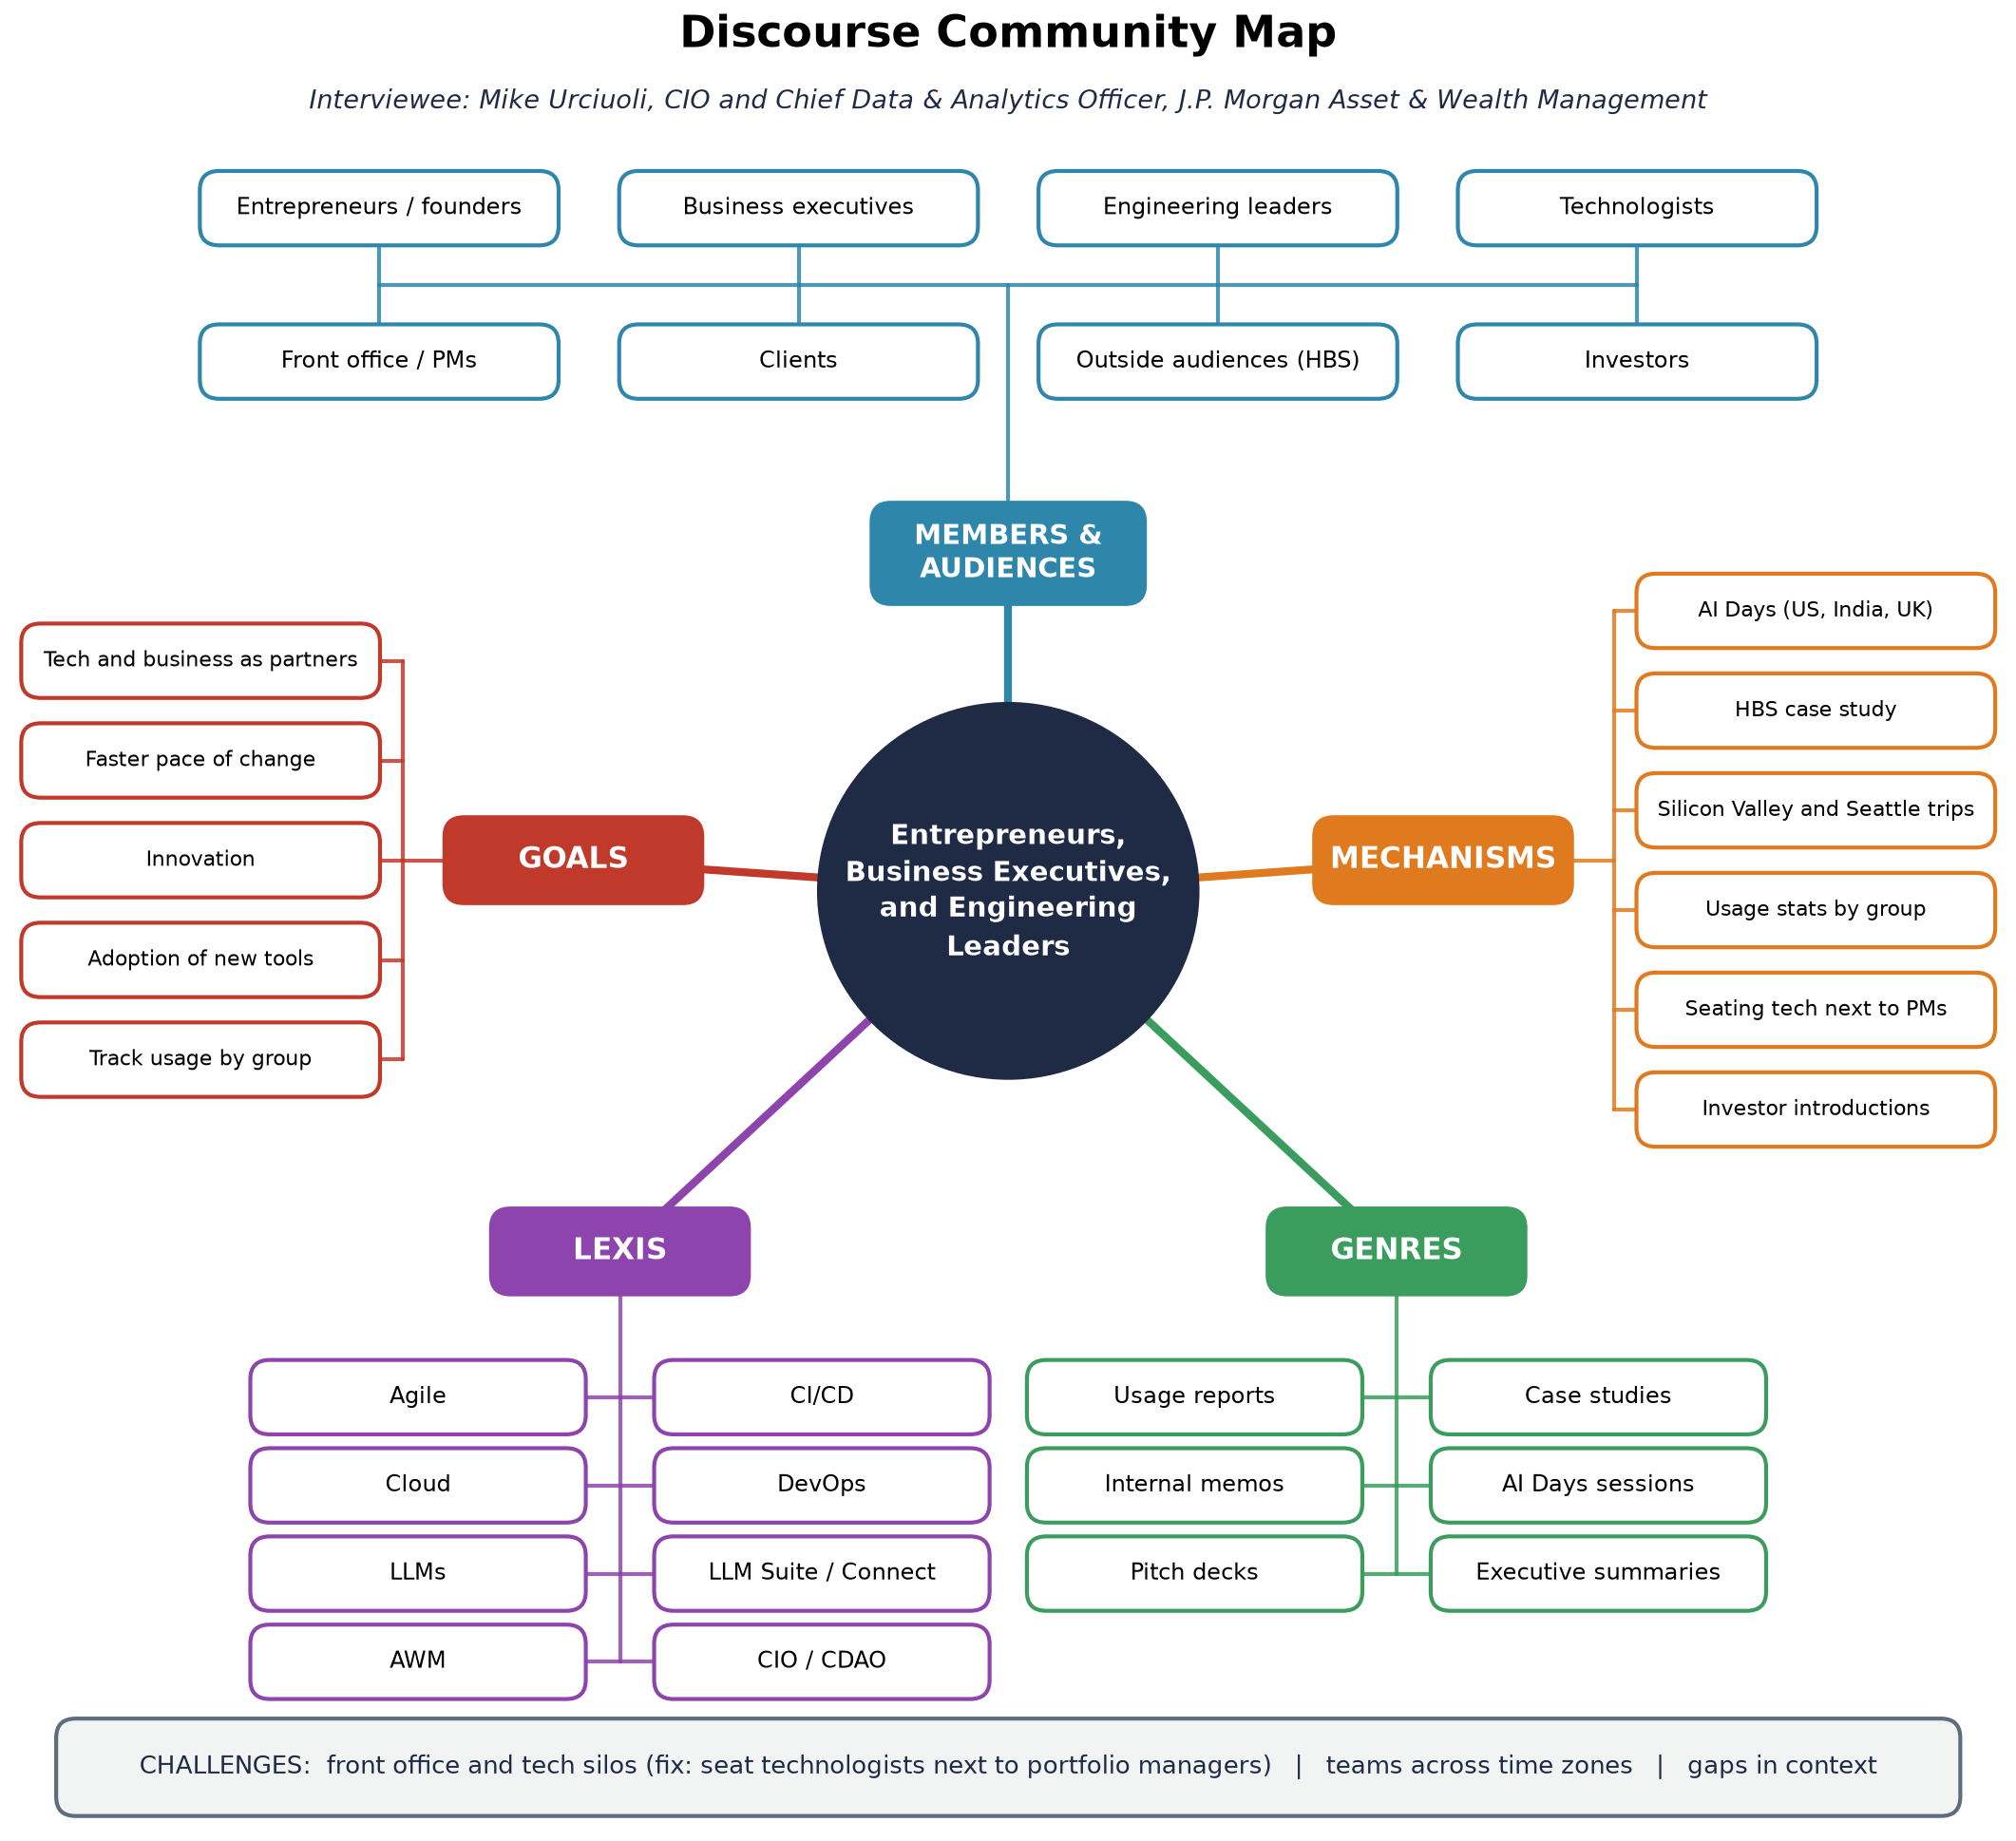 Discourse Community Map
Interviewee: Mike Urciuoli, CIO and Chief Data & Analytics Officer, J.P. Morgan Asset & Wealth Management
Entrepreneurs / founders
Business executives
Engineering leaders
Technologists
Front office / PMs
Clients
Outside audiences (HBS)
Investors
MEMBERS &
AUDIENCES
Tech and business as partners
Faster pace of change
Innovation
Adoption of new tools
Track usage by group
GOALS
Entrepreneurs,
Business Executives,
and Engineering
Leaders
MECHANISMS
AI Days (US, India, UK)
HBS case study
Silicon Valley and Seattle trips
Usage stats by group
Seating tech next to PMs
Investor introductions
LEXIS
Agile
CI/CD
Cloud
DevOps
LLMs
LLM Suite / Connect
AWM
CIO / CDAO
GENRES
Usage reports
Case studies
Internal memos
AI Days sessions
Pitch decks
Executive summaries
CHALLENGES: front office and tech silos (fix: seat technologists next to portfolio managers) | teams across time zones | gaps in context